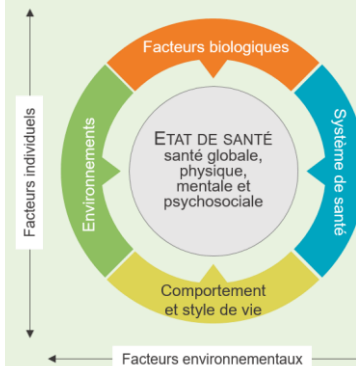 Facteurs individuels
Facteurs biologiques
Environnements
ETAT DE SANTÉ
santé globale,
physique,
mentale et
psychosociale
Système de santé
Comportement
et style de vie
Facteurs environnementaux